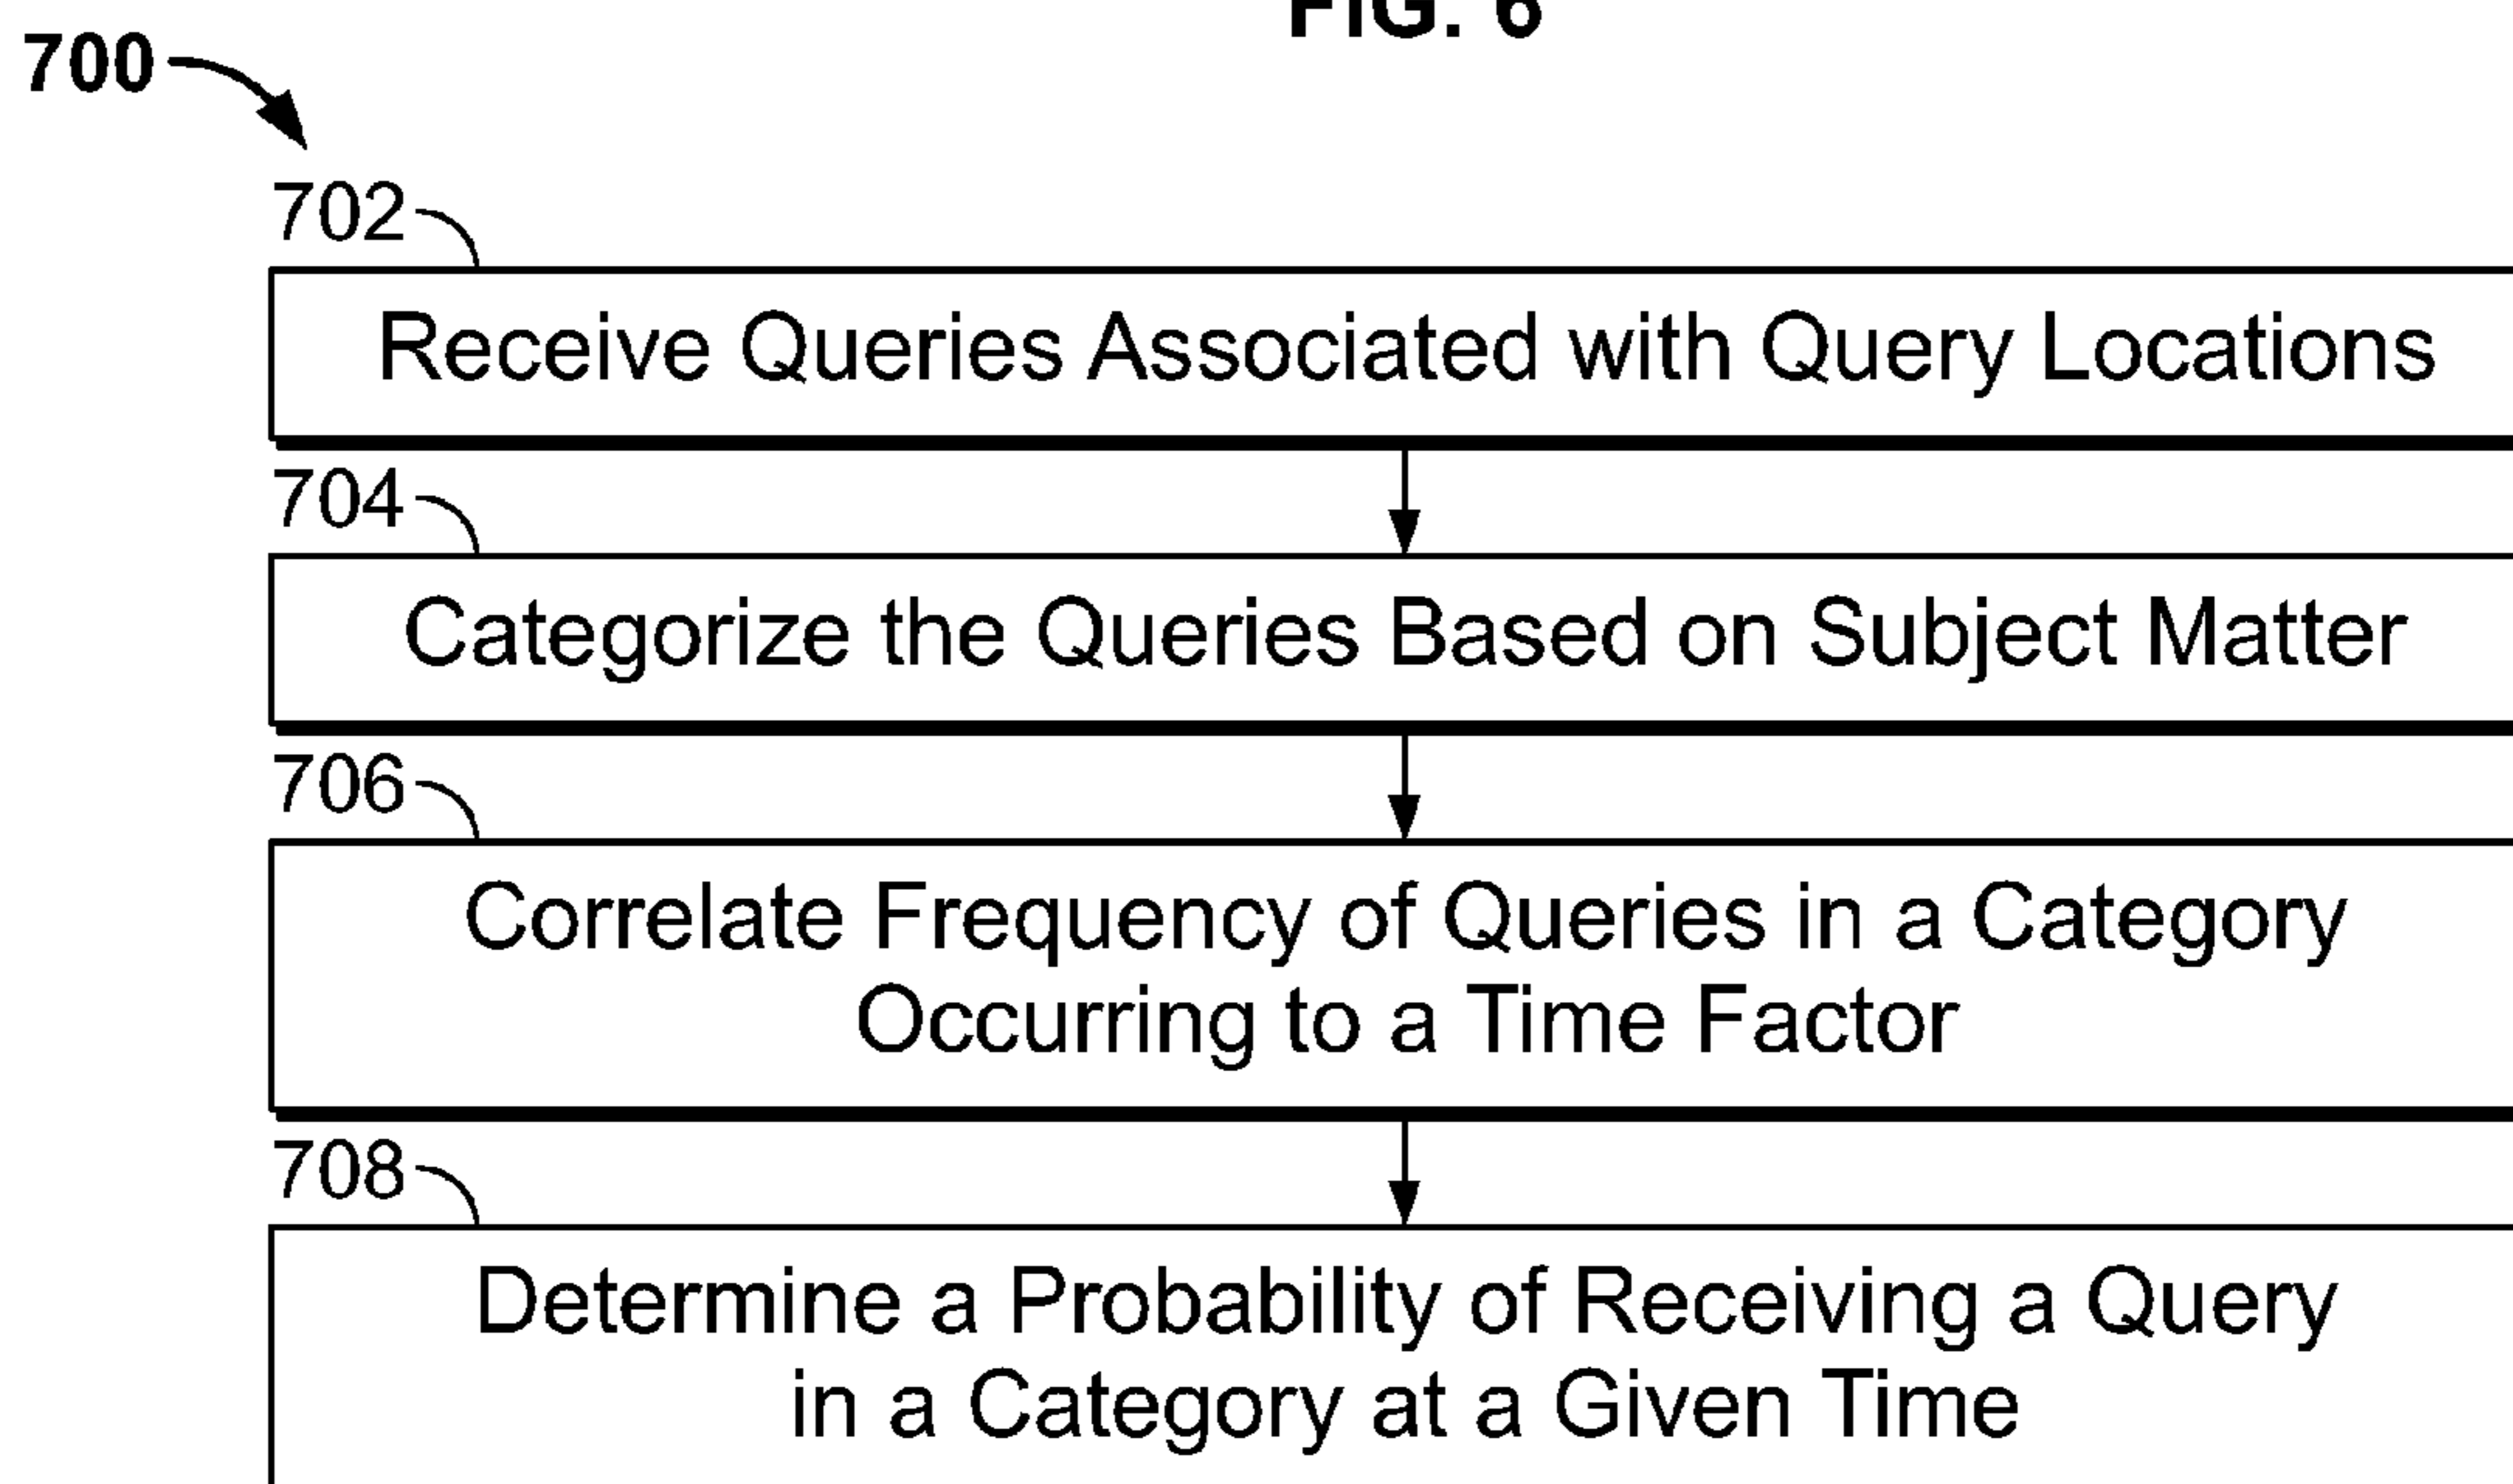 FIG. 6
700
702
Receive Queries Associated with Query Locations
704
Categorize the Queries Based on Subject Matter
706
Correlate Frequency of Queries in a Category
Occurring to a Time Factor
708
Determine a Probability of Receiving a Query
in a Category at a Given Time